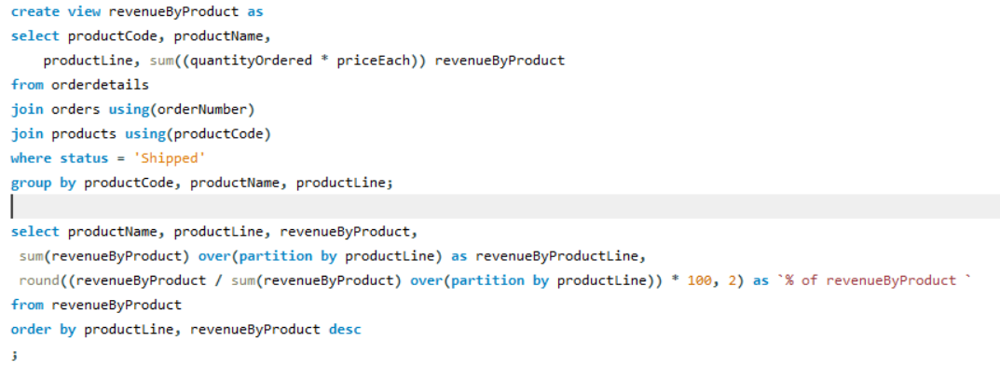 create view revenueByProduct as
select productCode, productName,
    productLine, sum((quantityOrdered * priceEach)) revenueByProduct
from orderdetails
join orders using(orderNumber)
join products using(productCode)
where status = 'Shipped'
group by productCode, productName, productLine;

select productName, productLine, revenueByProduct,
 sum(revenueByProduct) over(partition by productLine) as revenueByProductLine,
 round((revenueByProduct / sum(revenueByProduct) over(partition by productLine)) * 100, 2) as `% of revenueByProduct `
from revenueByProduct
order by productLine, revenueByProduct desc
;